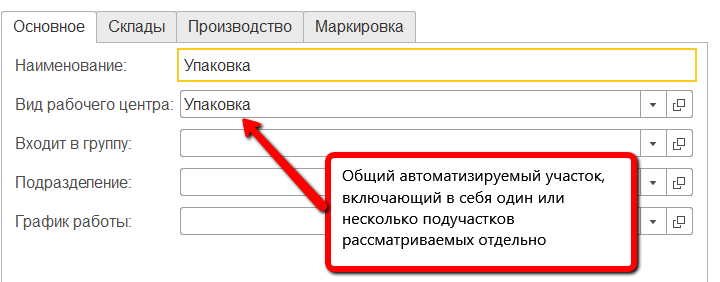 Основное Склады Производство Маркировка
Наименование: Упаковка
Вид рабочего центра: Упаковка
Входит в группу:
Подразделение:
График работы:
Общий автоматизируемый участок,
включающий в себя один или
несколько подучастков
рассматриваемых отдельно